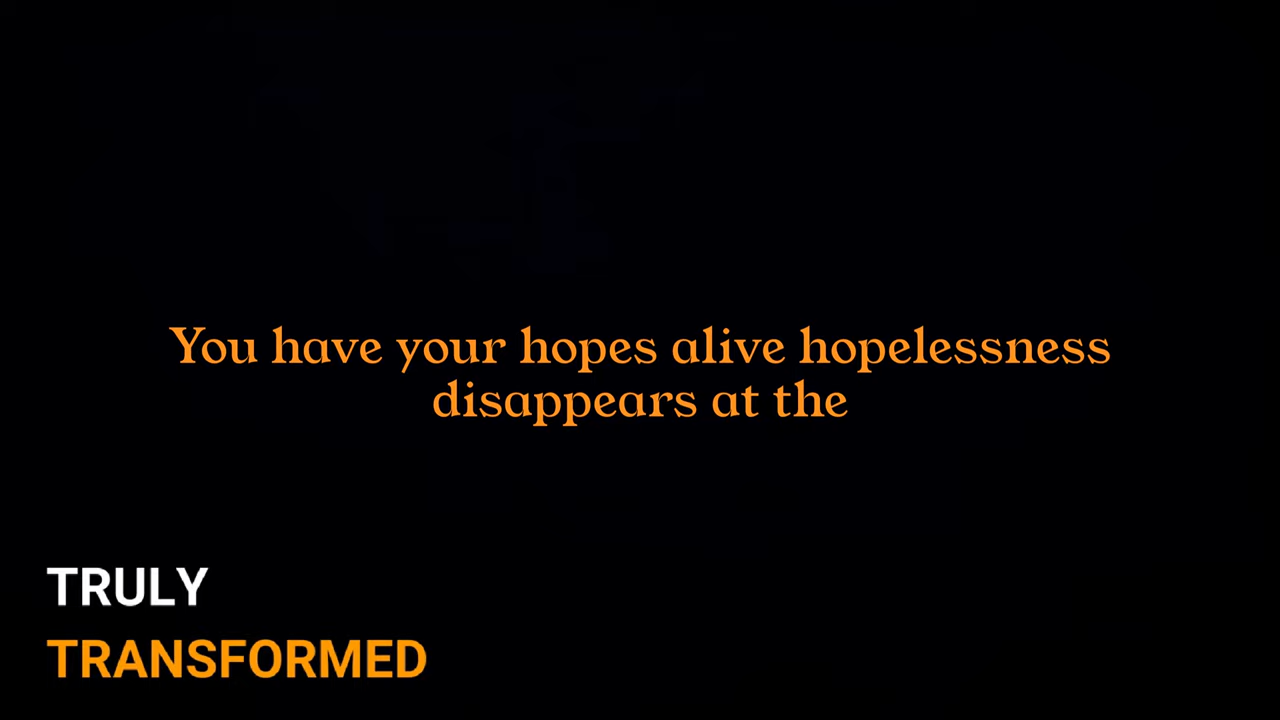 You have your hopes alive hopelessness
disappears at the
TRULY
TRANSFORMED